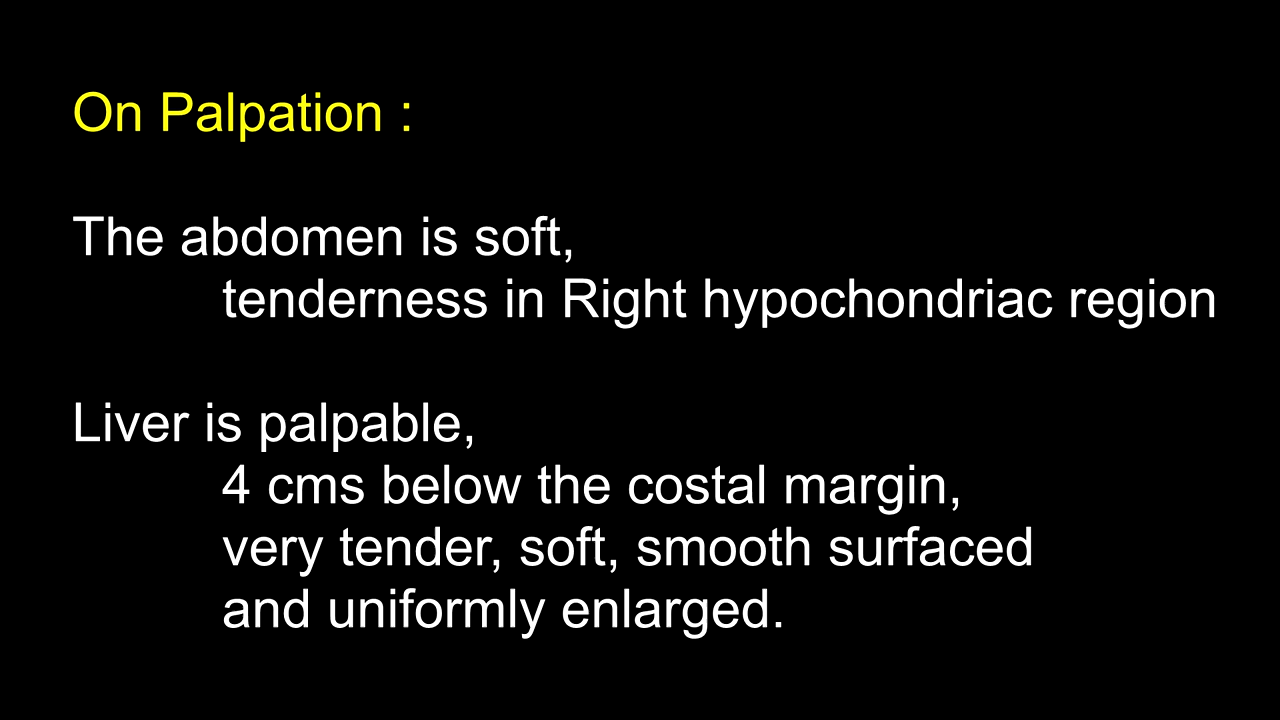 On Palpation :
The abdomen is soft,
tenderness in Right hypochondriac region
Liver is palpable,
4 cms below the costal margin,
very tender, soft, smooth surfaced
and uniformly enlarged.